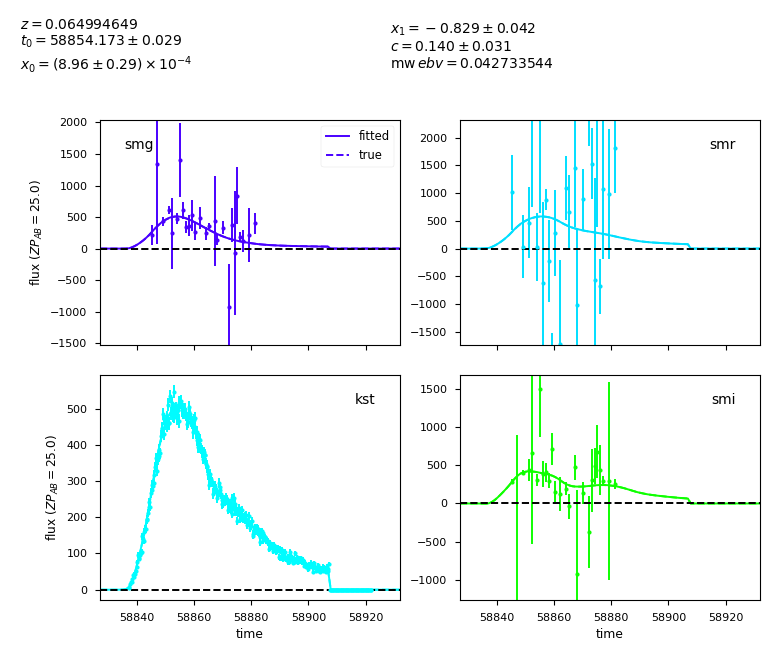 z = 0.064994649
t₀ = 58854.173 ± 0.029
x₀ = (8.96 ± 0.29) × 10⁻⁴
x₁ = −0.829 ± 0.042
c = 0.140 ± 0.031
mw ebv = 0.042733544
smg
fitted
true
2000
1500
1000
500
0
−500
−1000
−1500
flux (ZP_AB = 25.0)
smr
2000
1500
1000
500
0
−500
−1000
−1500
kst
500
400
300
200
100
0
flux (ZP_AB = 25.0)
58840 58860 58880 58900 58920
time
smi
1500
1000
500
0
−500
−1000
58840 58860 58880 58900 58920
time